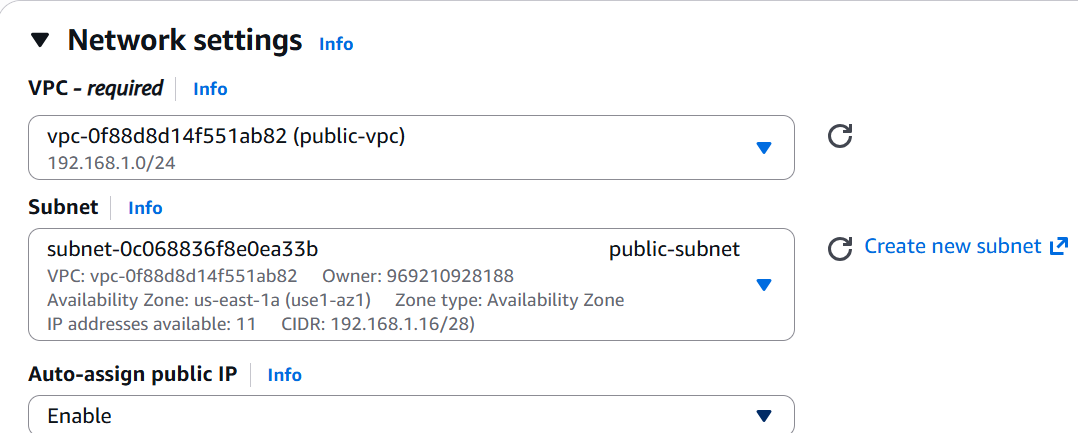 Network settings Info
VPC - required Info
vpc-0f88d8d14f551ab82 (public-vpc)
192.168.1.0/24
Subnet Info
subnet-0c068836f8e0ea33b public-subnet
VPC: vpc-0f88d8d14f551ab82 Owner: 969210928188
Availability Zone: us-east-1a (use1-az1) Zone type: Availability Zone
IP addresses available: 11 CIDR: 192.168.1.16/28)
Create new subnet
Auto-assign public IP Info
Enable